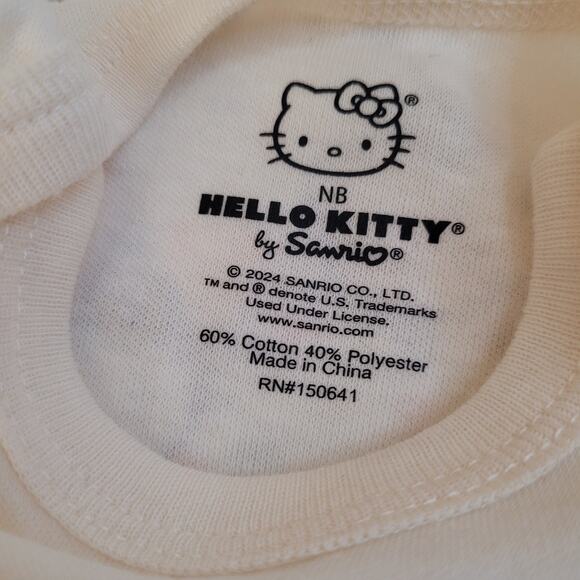 ®
NB
HELLO KITTY®
by Sanrio®
© 2024 SANRIO CO., LTD.
TM and ® denote U.S. Trademarks
Used Under License.
www.sanrio.com
60% Cotton 40% Polyester
Made in China
RN#150641